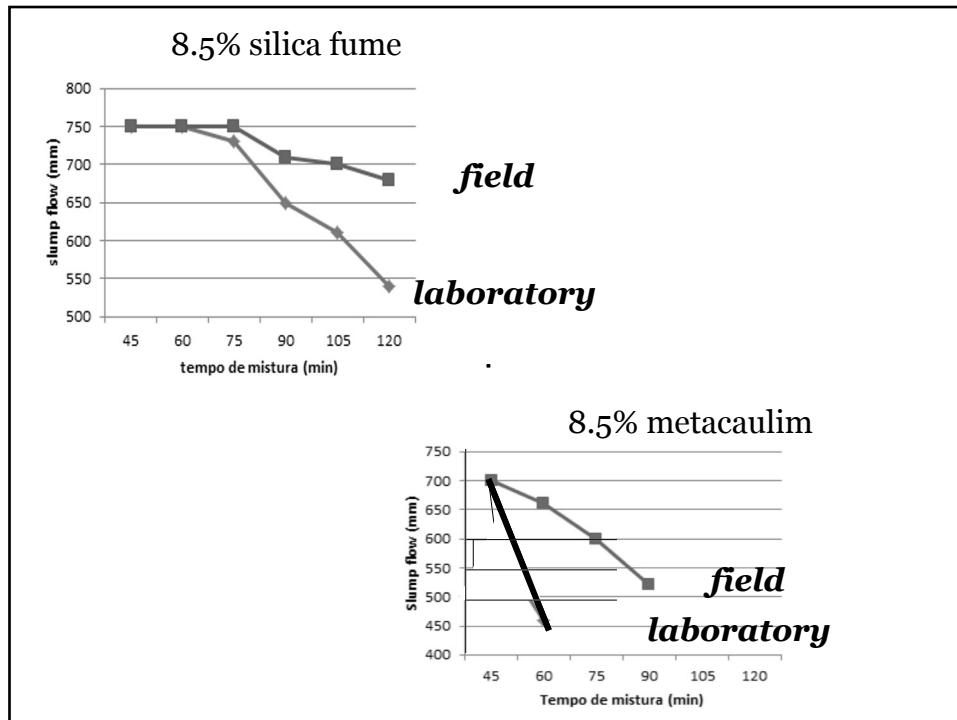 8.5% silica fume
800
750
700
650
600
550
500
slump flow (mm)
field
laboratory
45 60 75 90 105 120
tempo de mistura (min)
8.5% metacaulim
750
700
650
600
550
500
450
400
Slump flow (mm)
field
laboratory
45 60 75 90 105 120
Tempo de mistura (min)